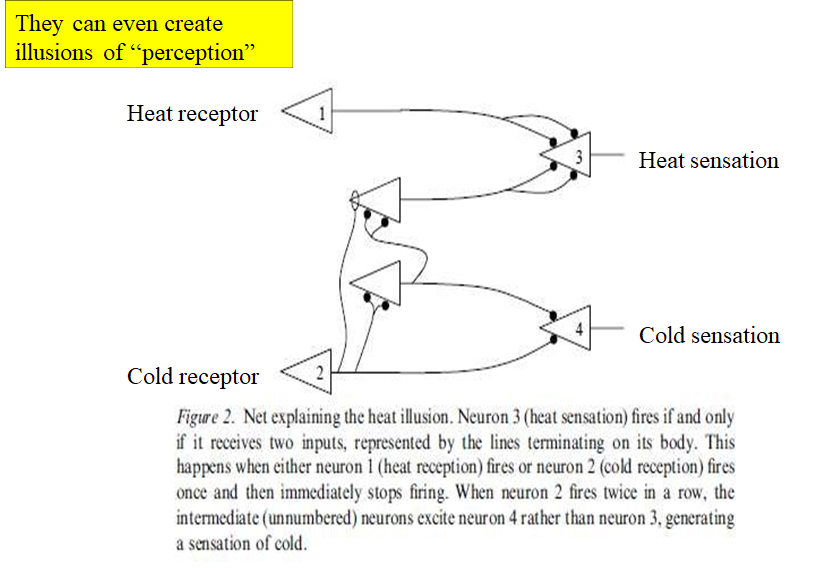 They can even create
illusions of “perception”
Heat receptor
1
3
Heat sensation
4
Cold sensation
Cold receptor
2
Figure 2. Net explaining the heat illusion. Neuron 3 (heat sensation) fires if and only
if it receives two inputs, represented by the lines terminating on its body. This
happens when either neuron 1 (heat reception) fires or neuron 2 (cold reception) fires
once and then immediately stops firing. When neuron 2 fires twice in a row, the
intermediate (unnumbered) neurons excite neuron 4 rather than neuron 3, generating
a sensation of cold.